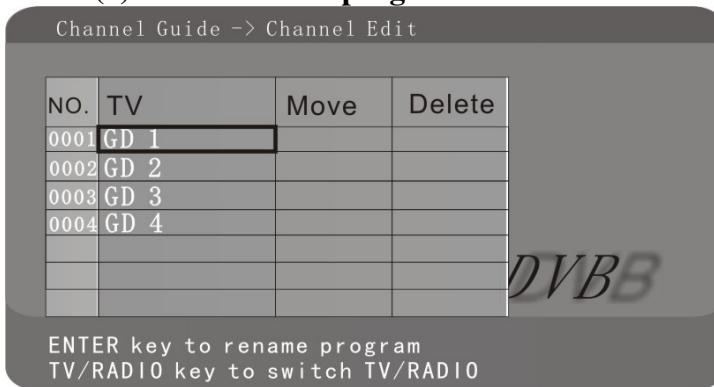 Channel Guide -> Channel Edit
NO. TV Move Delete
0001 GD 1
0002 GD 2
0003 GD 3
0004 GD 4
DVB
ENTER key to rename program
TV/RADIO key to switch TV/RADIO